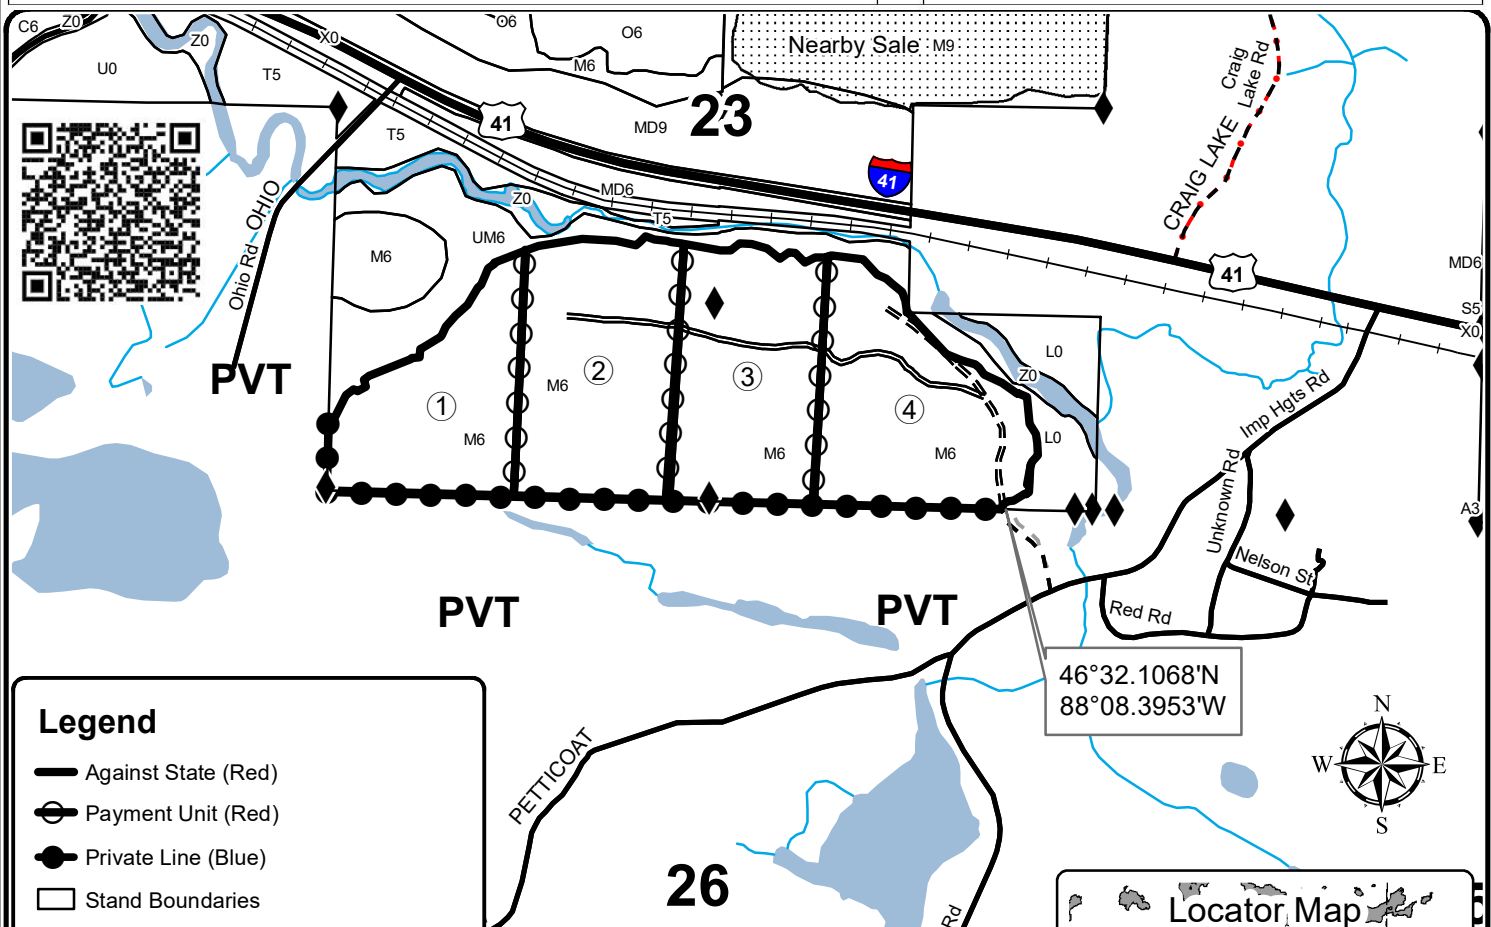 C6
Z0
Z0
X0
O6
O6
U0
T5
M6
Nearby Sale
M9
Craig
Lake Rd
CRAIG LAKE
T5
41
MD9
23
41
OHIO
Ohio Rd
Z0
MD6
T5
UM6
M6
41
MD6
S5
X0
PVT
M6
1
2
3
4
M6
M6
M6
L0
Z0
L0
Imp Hgts Rd
Unknown Rd
A3
Nelson St
Red Rd
PVT
PVT
46°32.1068'N
88°08.3953'W
PETTICOAT
N
W
E
S
Legend
Against State (Red)
Payment Unit (Red)
Private Line (Blue)
Stand Boundaries
26
Rd
Locator Map